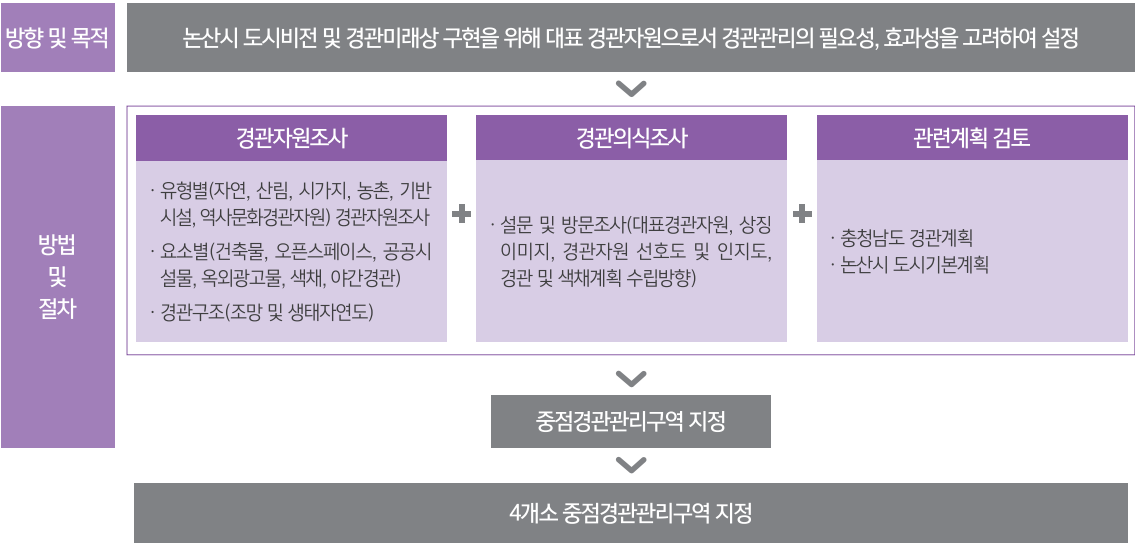 방향 및 목적
논산시 도시비전 및 경관미래상 구현을 위해 대표 경관자원으로서 경관관리의 필요성, 효과성을 고려하여 설정
방법
및
절차
경관자원조사
· 유형별(자연, 산림, 시가지, 농촌, 기반
시설, 역사문화경관자원) 경관자원조사
· 요소별(건축물, 오픈스페이스, 공공시
설물, 옥외광고물, 색채, 야간경관)
· 경관구조(조망 및 생태자연도)
+
경관의식조사
· 설문 및 방문조사(대표경관자원, 상징
이미지, 경관자원 선호도 및 인지도,
경관 및 색채계획 수립방향)
+
관련계획 검토
· 충청남도 경관계획
· 논산시 도시기본계획
중점경관관리구역 지정
4개소 중점경관관리구역 지정